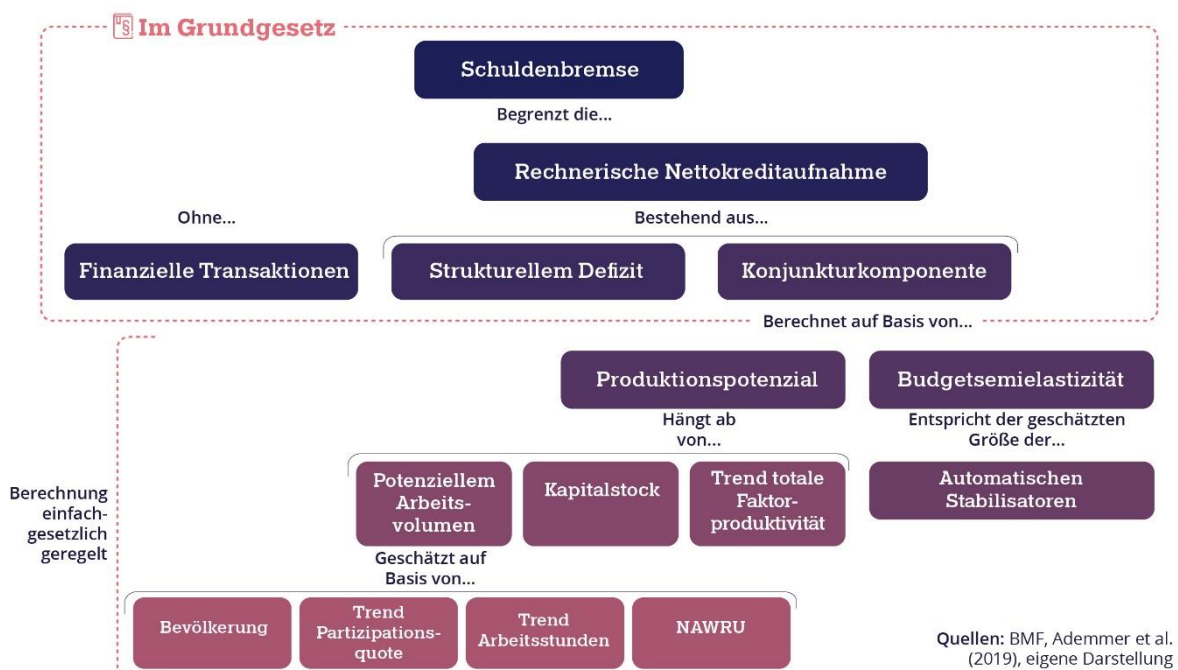 Im Grundgesetz
Schuldenbremse
Begrenzt die...
Rechnerische Nettokreditaufnahme
Ohne...
Bestehend aus...
Finanzielle Transaktionen
Strukturellem Defizit
Konjunkturkomponente
Berechnet auf Basis von...
Produktionspotenzial
Budgetsemielastizität
Hängt ab
von...
Entspricht der geschätzten
Größe der...
Potenziellem
Arbeits-
volumen
Kapitalstock
Trend totale
Faktor-
produktivität
Automatischen
Stabilisatoren
Berechnung
einfach-
gesetzlich
geregelt
Geschätzt auf
Basis von...
Bevölkerung
Trend
Partizipations-
quote
Trend
Arbeitsstunden
NAWRU
Quellen: BMF, Ademmer et al.
(2019), eigene Darstellung